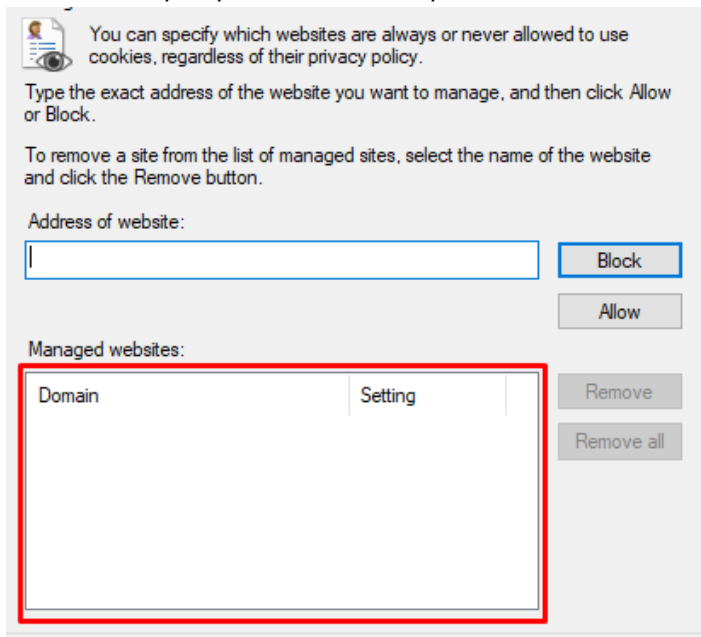 You can specify which websites are always or never allowed to use
cookies, regardless of their privacy policy.
Type the exact address of the website you want to manage, and then click Allow
or Block.
To remove a site from the list of managed sites, select the name of the website
and click the Remove button.
Address of website:
Block
Allow
Managed websites:
Domain Setting
Remove
Remove all